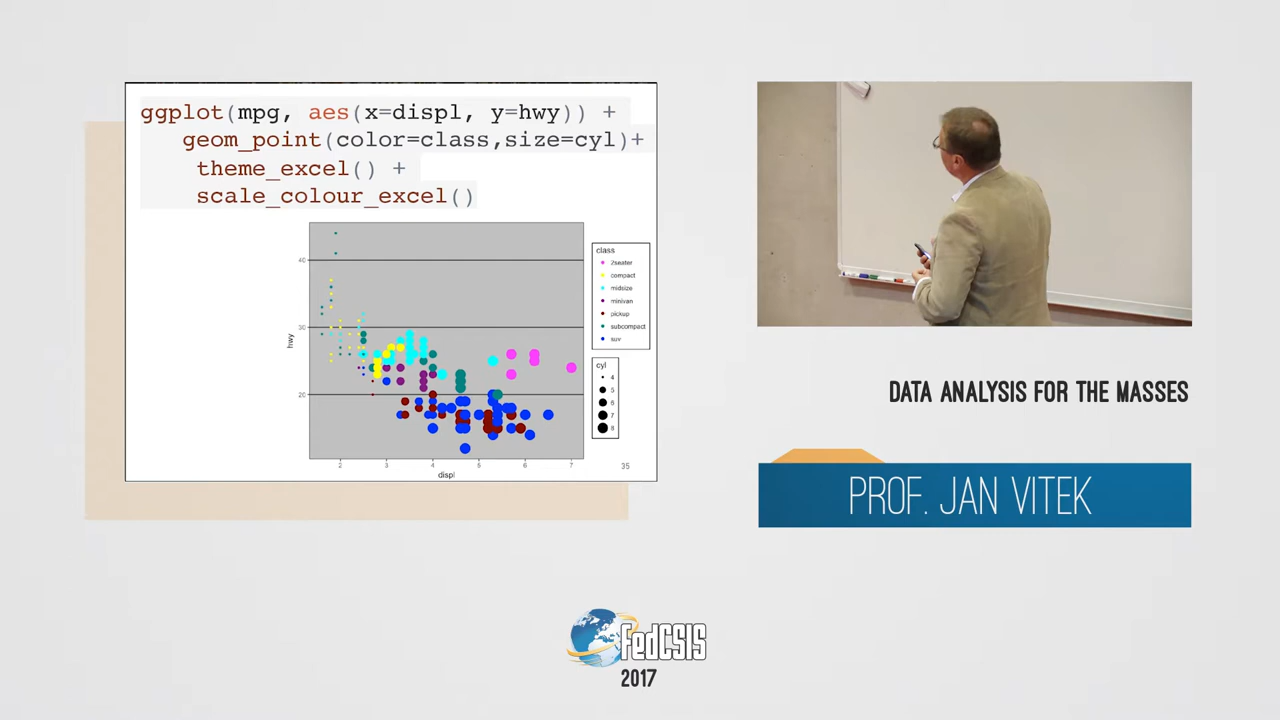 ggplot(mpg, aes(x=displ, y=hwy)) +
geom_point(color=class,size=cyl)+
theme_excel() +
scale_colour_excel()
class
2seater
compact
midsize
minivan
pickup
subcompact
suv
cyl
4
5
6
7
8
hwy
40
30
20
2 3 4 5 6 7
displ
35
DATA ANALYSIS FOR THE MASSES
PROF. JAN VITEK
FedCSIS
2017